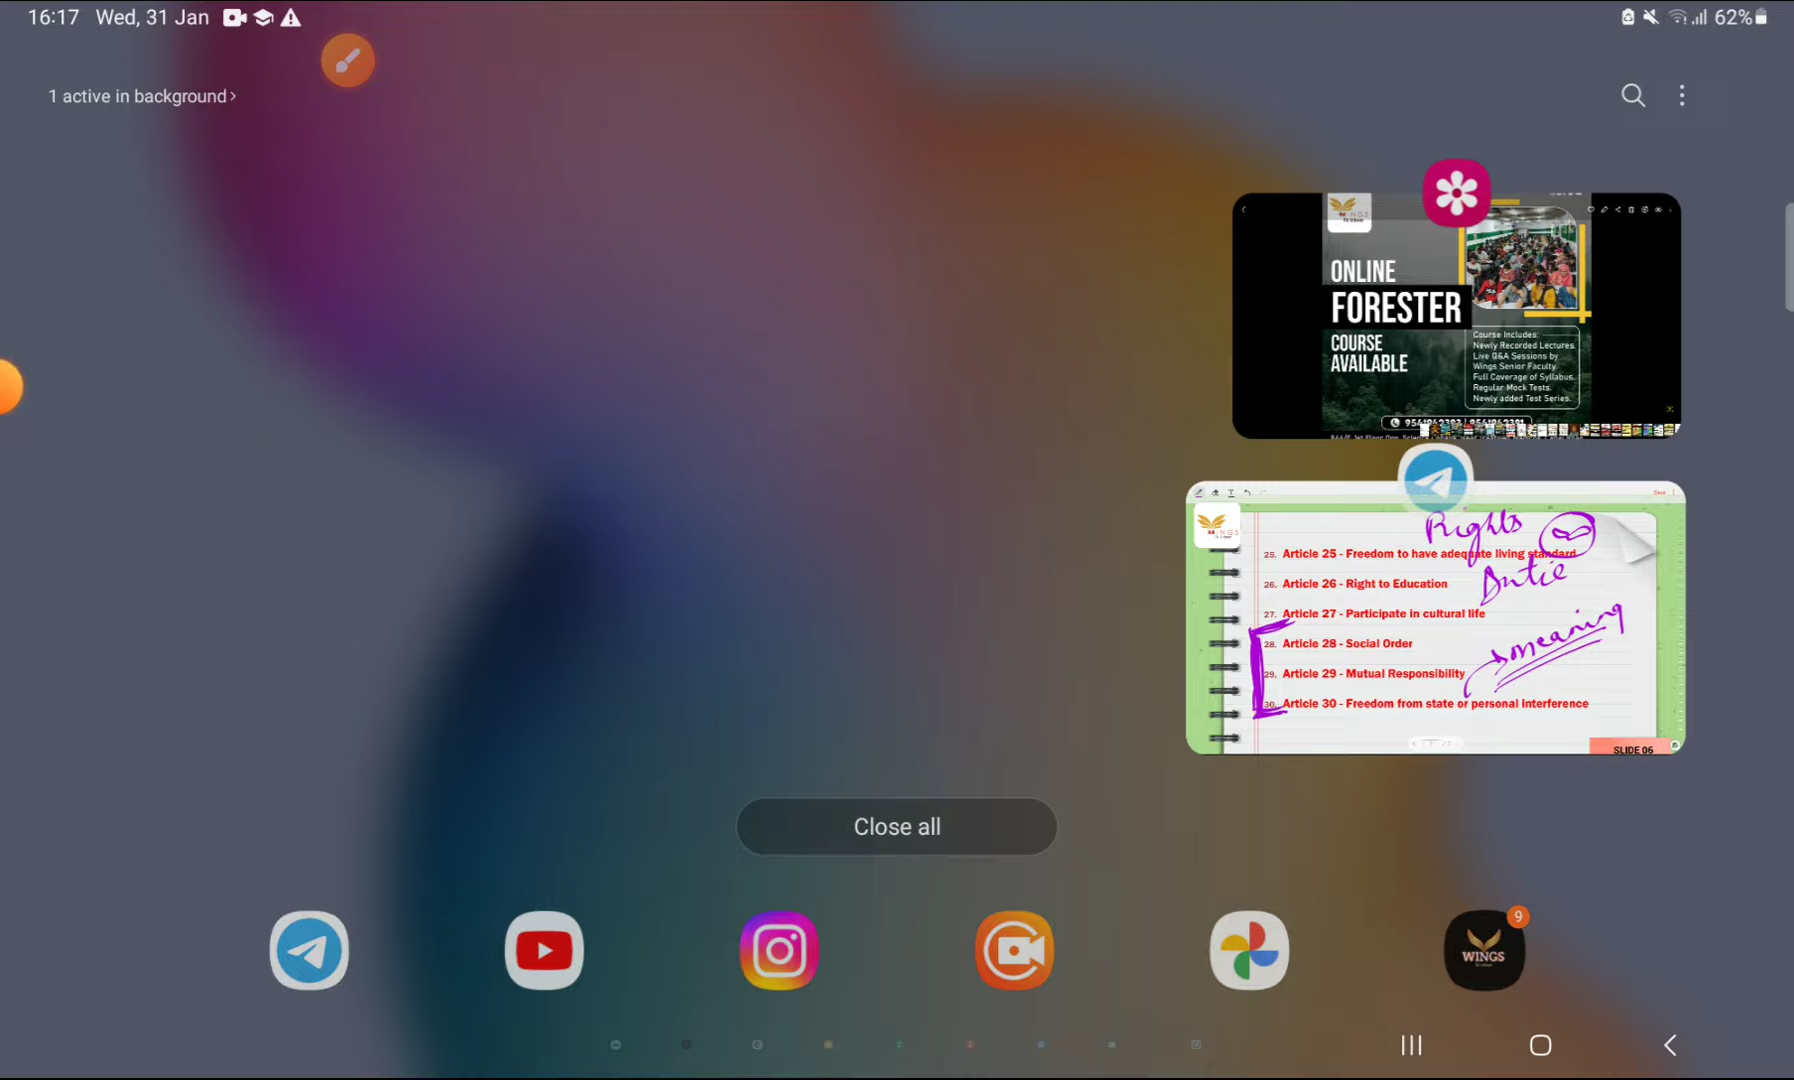 16:17 Wed, 31 Jan
62%
1 active in background >
WINGS
ONLINE
FORESTER
COURSE
AVAILABLE
Course Includes:
Newly Recorded Lectures.
Live Q&A Sessions by
Wings Senior Faculty.
Full Coverage of Syllabus.
Regular Mock Tests.
Newly added Test Series.
WINGS
Rights
25. Article 25 - Freedom to have adequate living standard
Dutie
26. Article 26 - Right to Education
27. Article 27 - Participate in cultural life
meaning
28. Article 28 - Social Order
29. Article 29 - Mutual Responsibility
30. Article 30 - Freedom from state or personal interference
SLIDE 06
Close all
9
WINGS